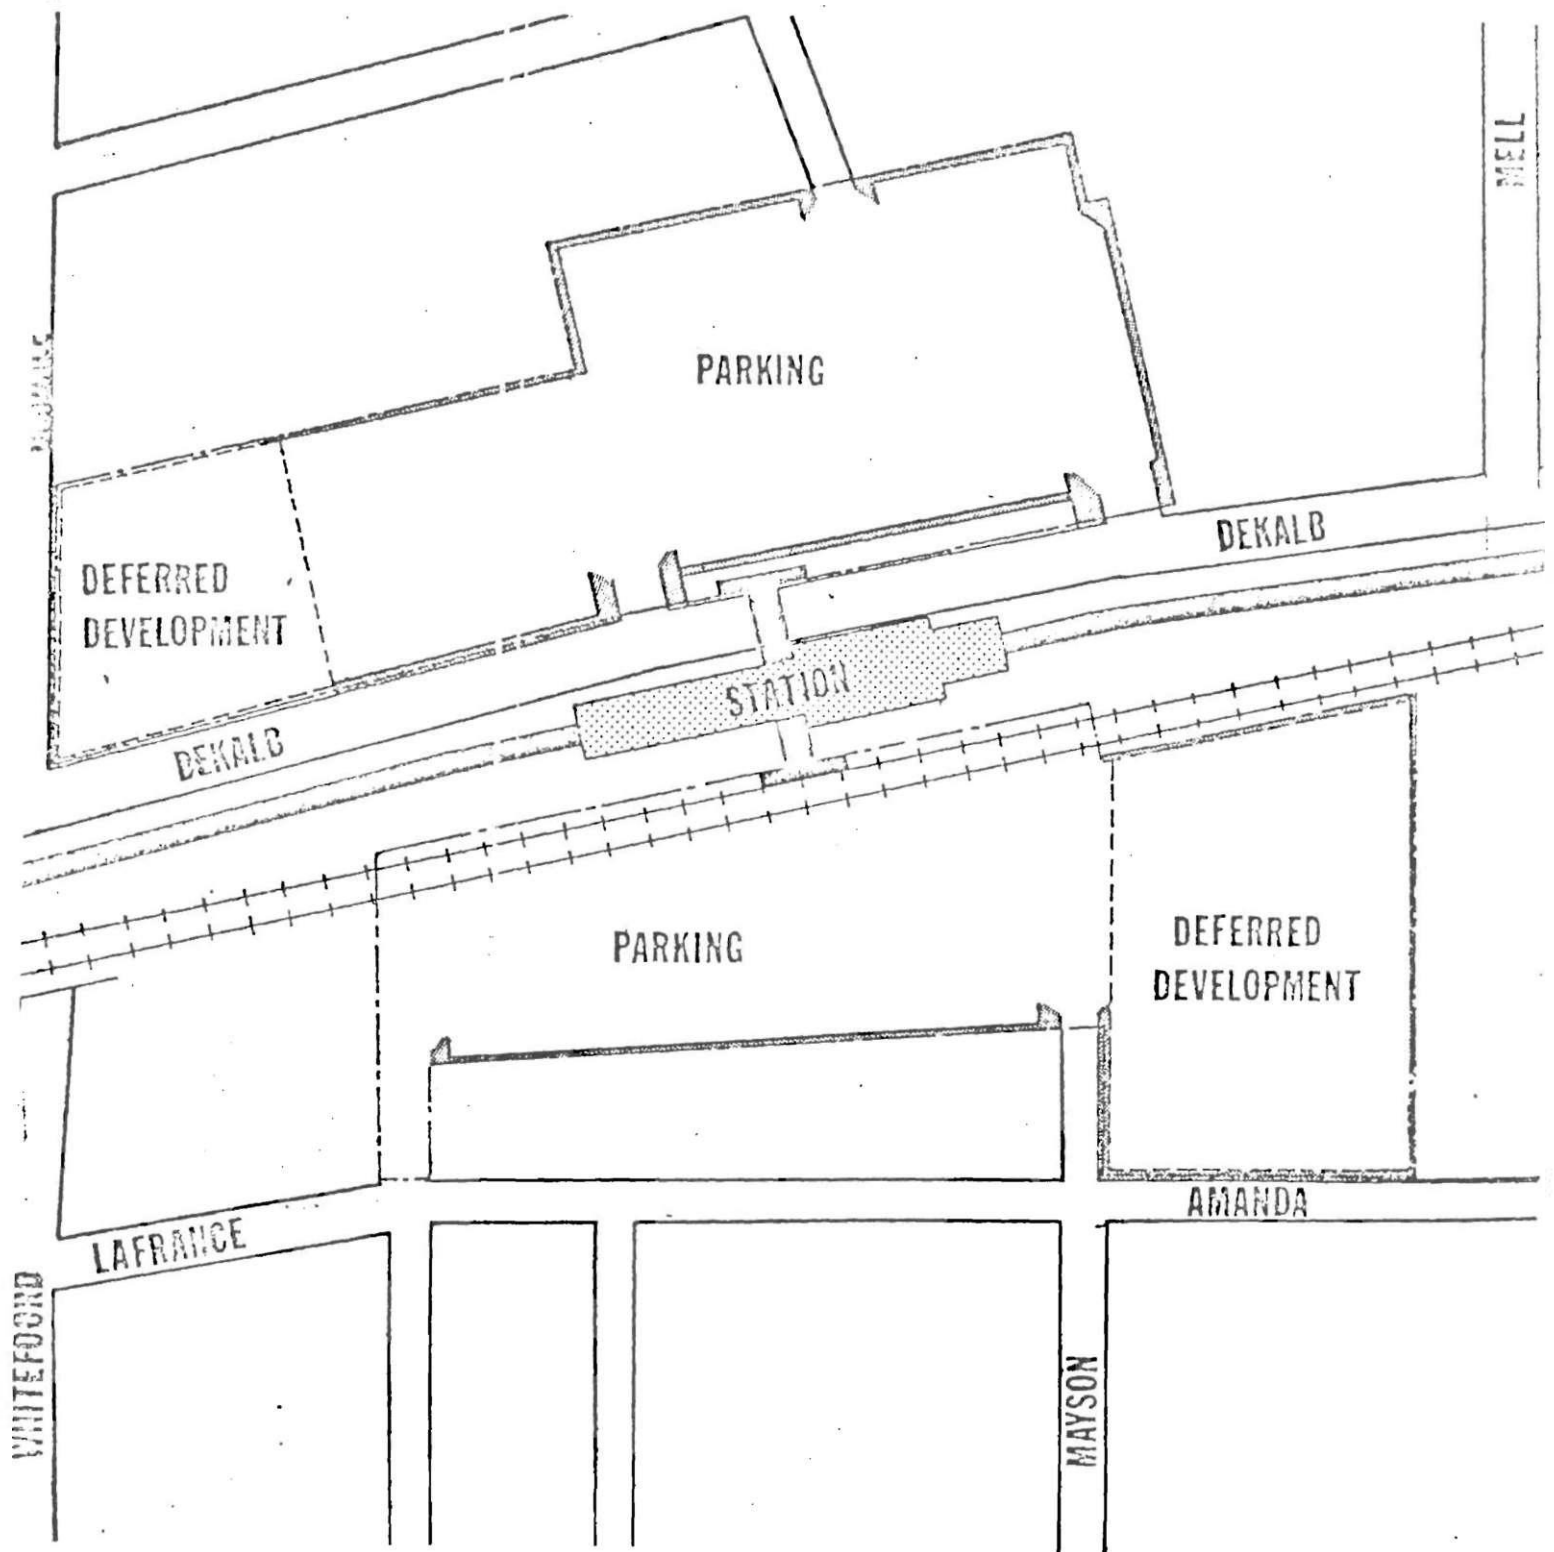 MELL
PARKING
DEKALB
DEFERRED
DEVELOPMENT
STATION
DEKALB
PARKING
DEFERRED
DEVELOPMENT
AMANDA
LAFRANCE
WHITEFOORD
MAYSON